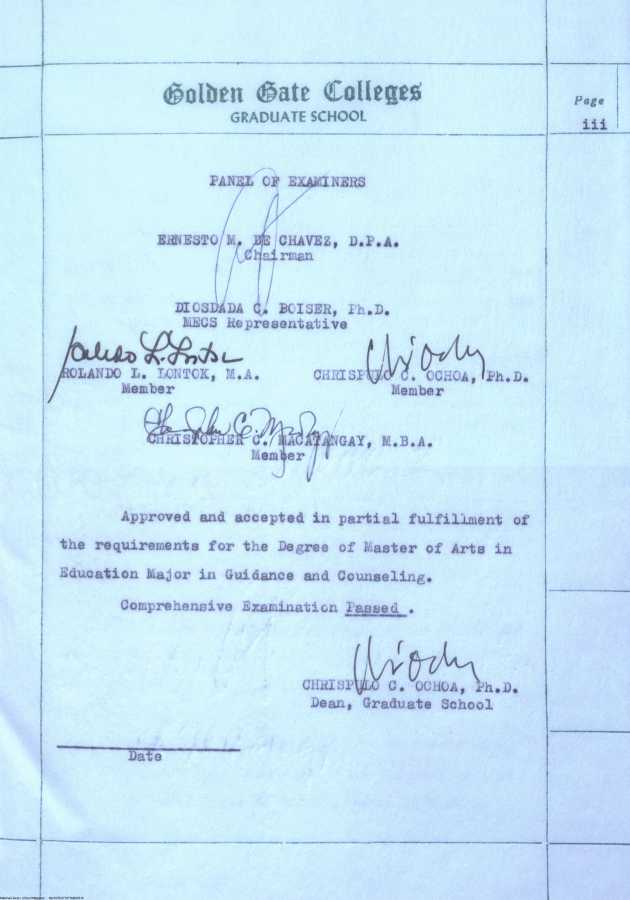 Golden Gate Colleges
GRADUATE SCHOOL
Page
iii
PANEL OF EXAMINERS
ERNESTO M. DE CHAVEZ, D.P.A.
Chairman
DIOSDADA C. BOISER, Ph.D.
MECS Representative
ROLANDO L. LONTOK, M.A.
Member
CHRISPULO C. OCHOA, Ph.D.
Member
CHRISTOPHER C. MACATANGAY, M.B.A.
Member
Approved and accepted in partial fulfillment of
the requirements for the Degree of Master of Arts in
Education Major in Guidance and Counseling.
Comprehensive Examination Passed .
CHRISPULO C. OCHOA, Ph.D.
Dean, Graduate School
Date